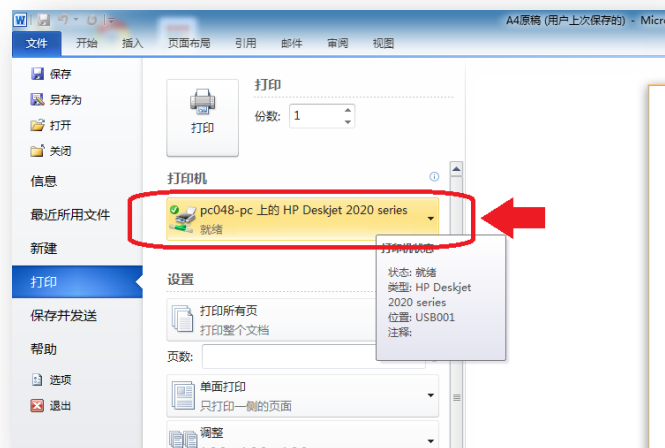 A4原稿 (用户上次保存的) - Micro
文件 开始 插入 页面布局 引用 邮件 审阅 视图
保存
另存为
打开
关闭
信息
最近所用文件
新建
打印
保存并发送
帮助
选项
退出
打印
打印
份数: 1
打印机
pc048-pc 上的 HP Deskjet 2020 series
就绪
打印机状态
状态: 就绪
类型: HP Deskjet
2020 series
位置: USB001
注释:
设置
打印所有页
打印整个文档
页数:
单面打印
只打印一侧的页面
调整